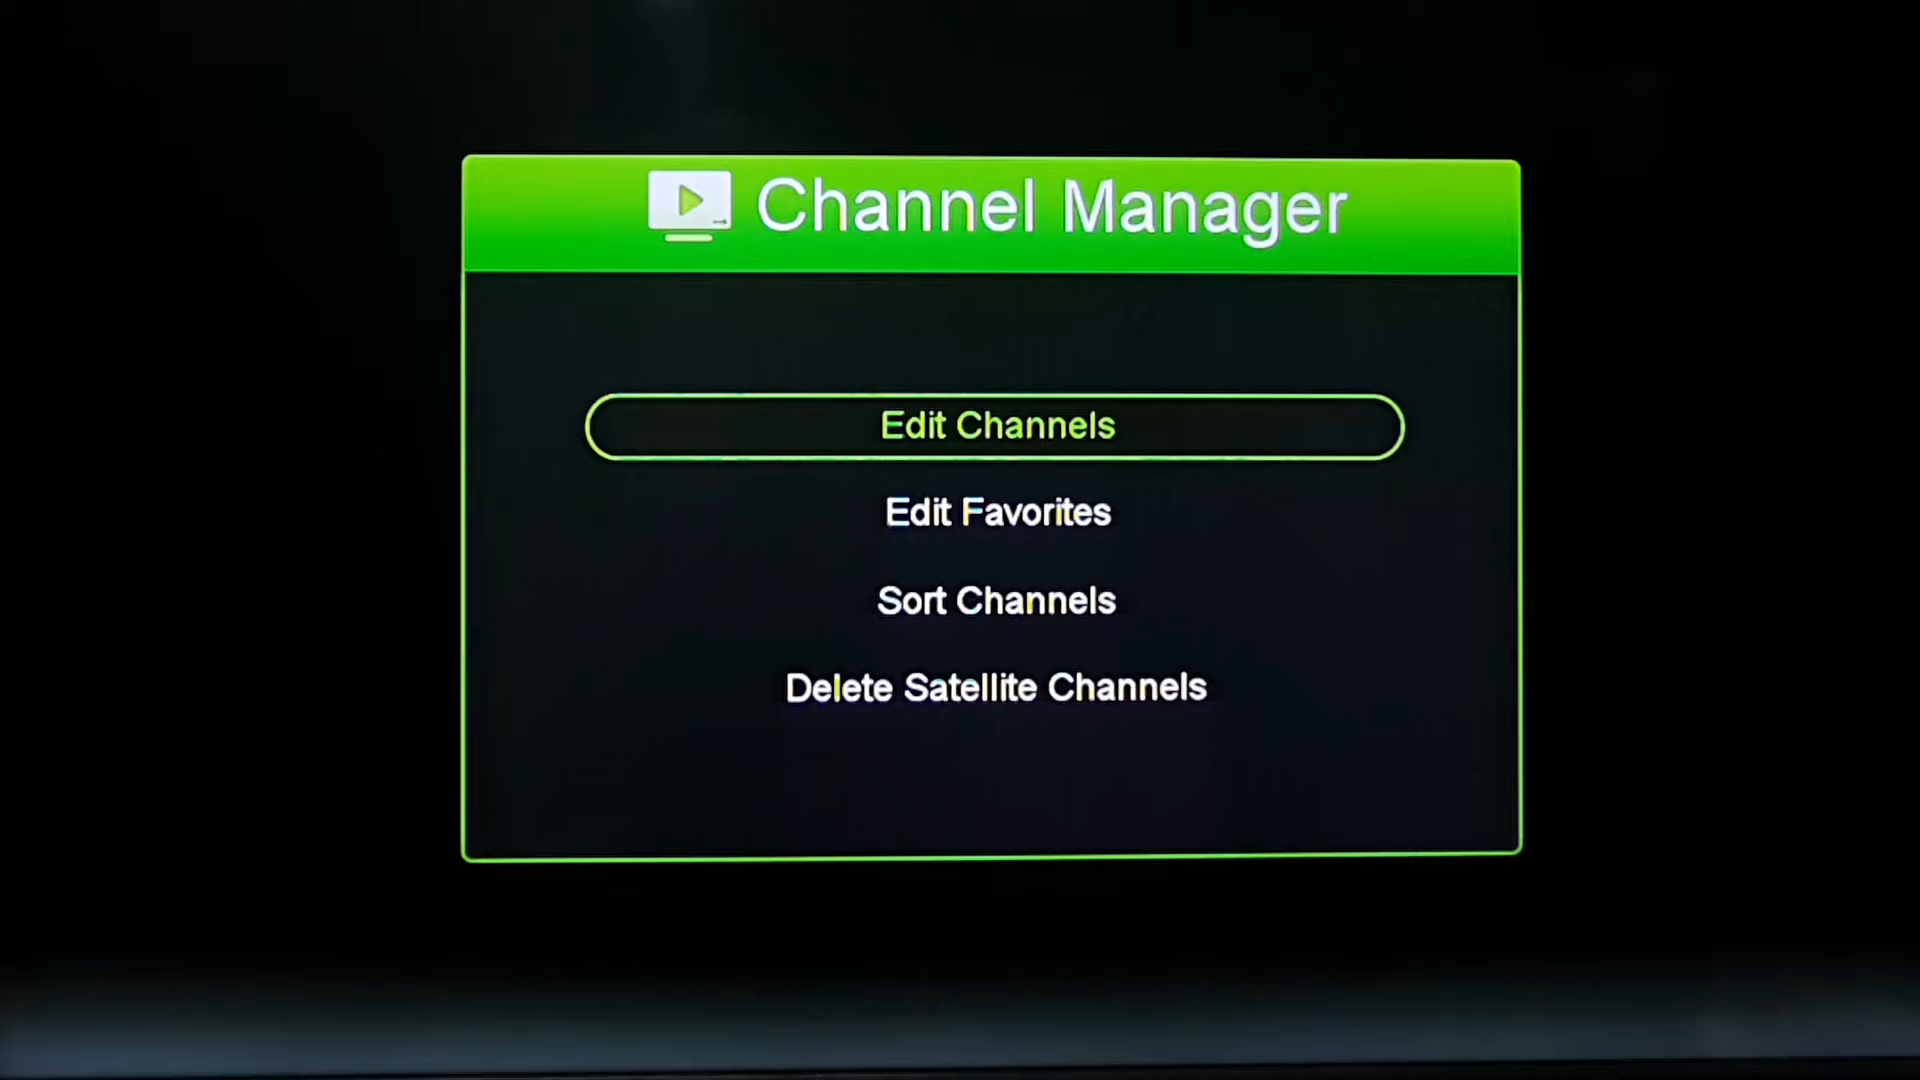 Channel Manager
Edit Channels
Edit Favorites
Sort Channels
Delete Satellite Channels